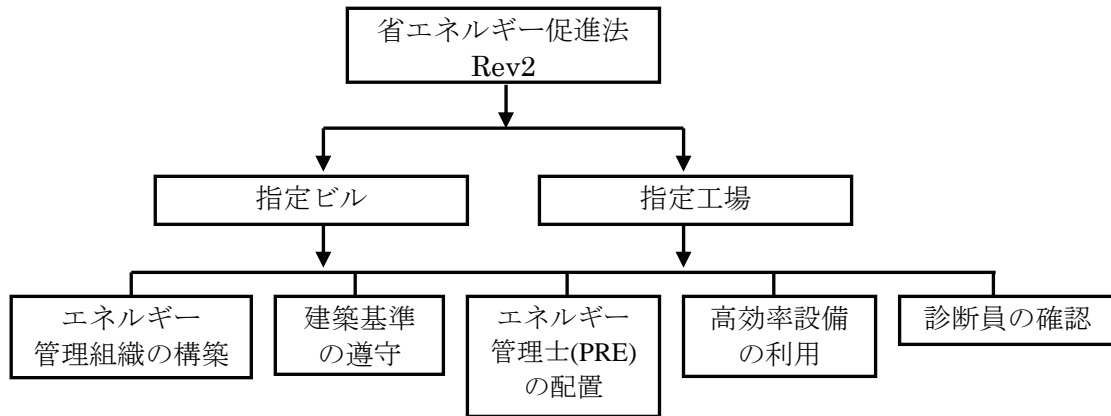 省エネルギー促進法
Rev2
指定ビル
指定工場
エネルギー
管理組織の構築
建築基準
の遵守
エネルギー
管理士(PRE)
の配置
高効率設備
の利用
診断員の確認